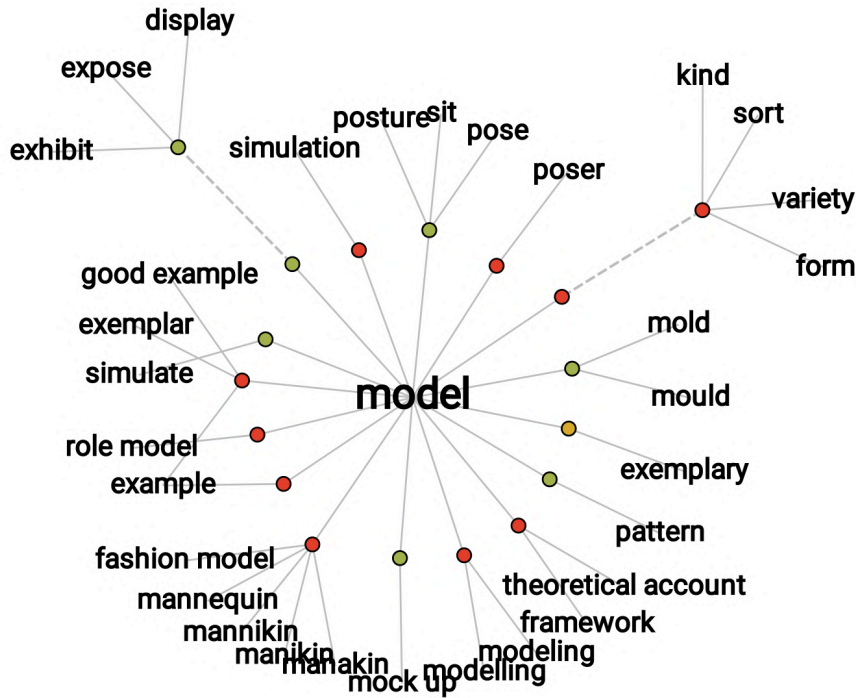 display
expose
kind
sort
posture
sit
pose
simulation
exhibit
poser
variety
form
good example
exemplar
mold
simulate
model
mould
role model
exemplary
example
pattern
fashion model
theoretical account
mannequin
framework
mannikin
modeling
manikin
manakin
modelling
mock up